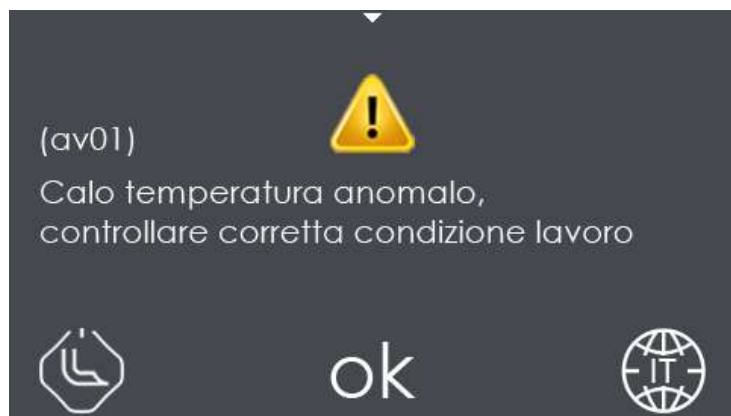 (av01)
Calo temperatura anomalo,
controllare corretta condizione lavoro
ok
IT